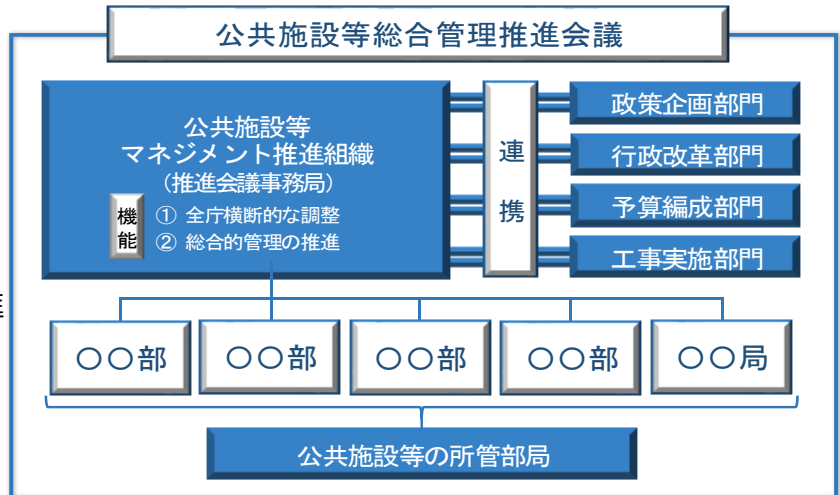 公共施設等総合管理推進会議
公共施設等
マネジメント推進組織
(推進会議事務局)
機能
① 全庁横断的な調整
② 総合的管理の推進
連携
政策企画部門
行政改革部門
予算編成部門
工事実施部門
〇〇部
〇〇部
〇〇部
〇〇部
〇〇局
公共施設等の所管部局